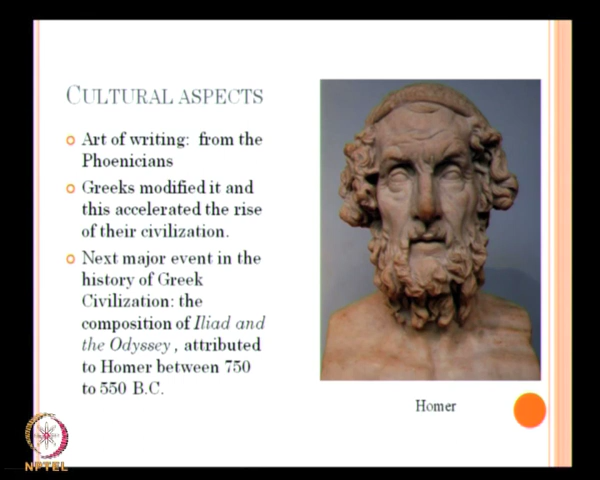 CULTURAL ASPECTS
Art of writing: from the
Phoenicians
Greeks modified it and
this accelerated the rise
of their civilization.
Next major event in the
history of Greek
Civilization: the
composition of Iliad and
the Odyssey , attributed
to Homer between 750
to 550 B.C.
Homer
NPTEL